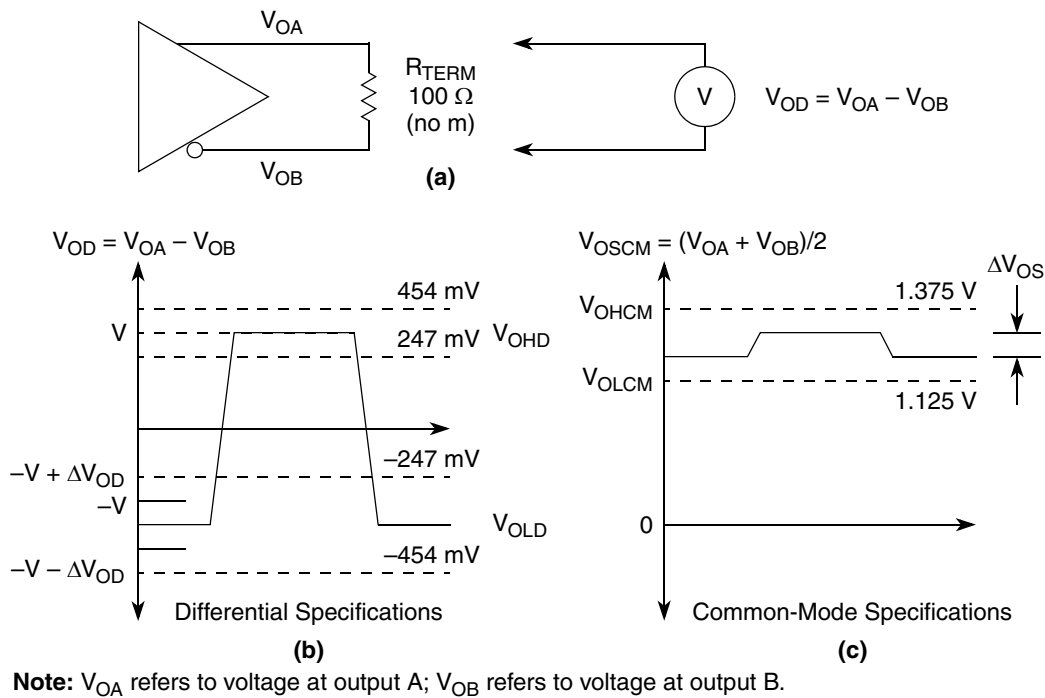 V_OA
R_TERM
100 Ω
(no m)
V
V_OD = V_OA – V_OB
V_OB
(a)
V_OD = V_OA – V_OB
454 mV
V
247 mV
V_OHD
–247 mV
–V + ΔV_OD
–V
V_OLD
–454 mV
–V – ΔV_OD
Differential Specifications
(b)
V_OSCM = (V_OA + V_OB)/2
ΔV_OS
1.375 V
V_OHCM
V_OLCM
1.125 V
0
Common-Mode Specifications
(c)
Note: V_OA refers to voltage at output A; V_OB refers to voltage at output B.